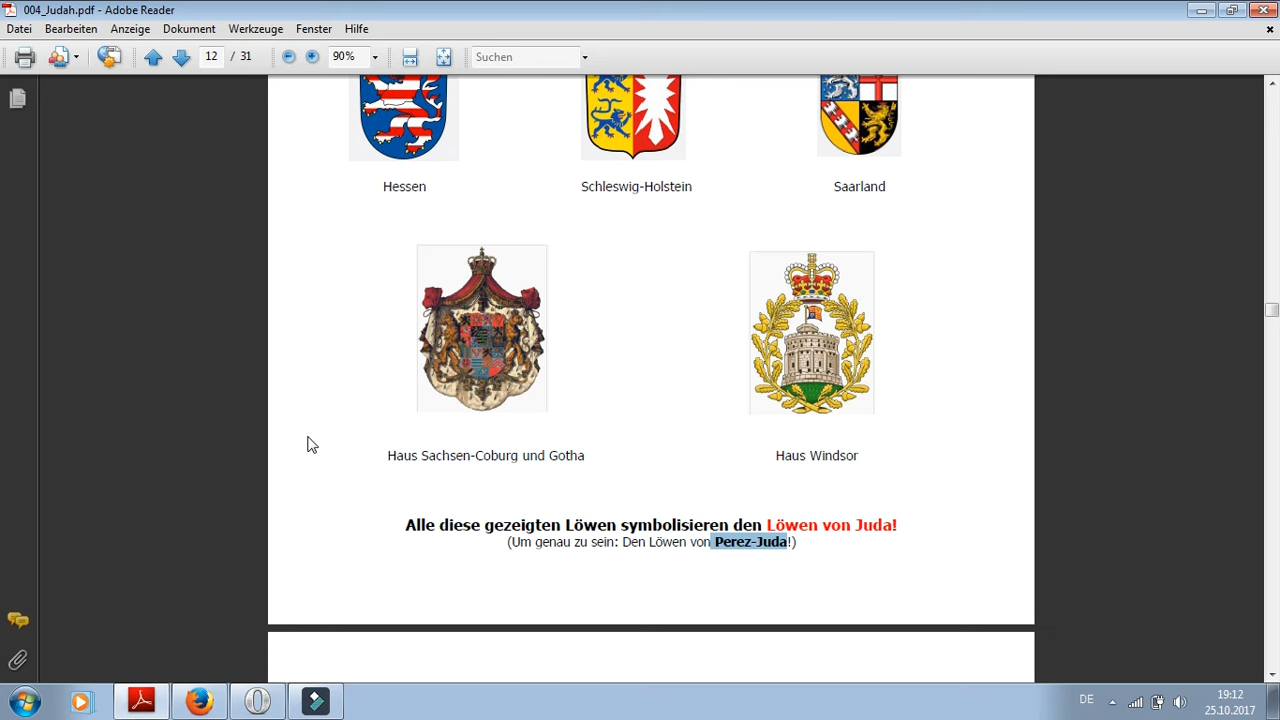 004_Judah.pdf - Adobe Reader
Datei Bearbeiten Anzeige Dokument Werkzeuge Fenster Hilfe
12 / 31 90% Suchen
Hessen Schleswig-Holstein Saarland
Haus Sachsen-Coburg und Gotha Haus Windsor
Alle diese gezeigten Löwen symbolisieren den Löwen von Juda!
(Um genau zu sein: Den Löwen von Perez-Juda!)
DE 19:12
25.10.2017